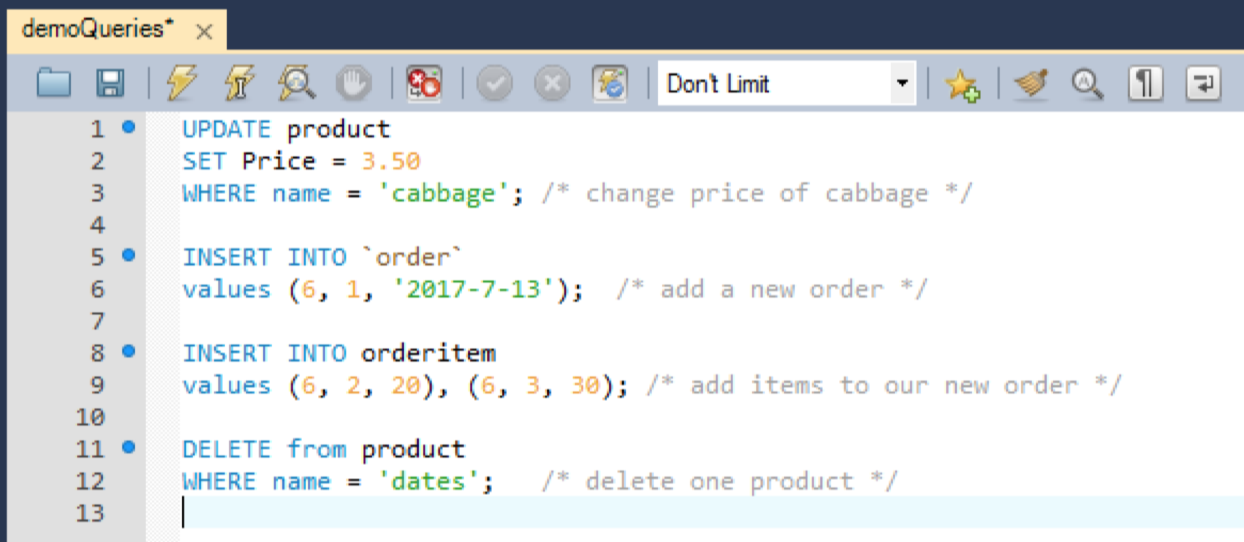 demoQueries* ×
Don't Limit
1 UPDATE product
2 SET Price = 3.50
3 WHERE name = 'cabbage'; /* change price of cabbage */
4
5 INSERT INTO `order`
6 values (6, 1, '2017-7-13');  /* add a new order */
7
8 INSERT INTO orderitem
9 values (6, 2, 20), (6, 3, 30); /* add items to our new order */
10
11 DELETE from product
12 WHERE name = 'dates';   /* delete one product */
13